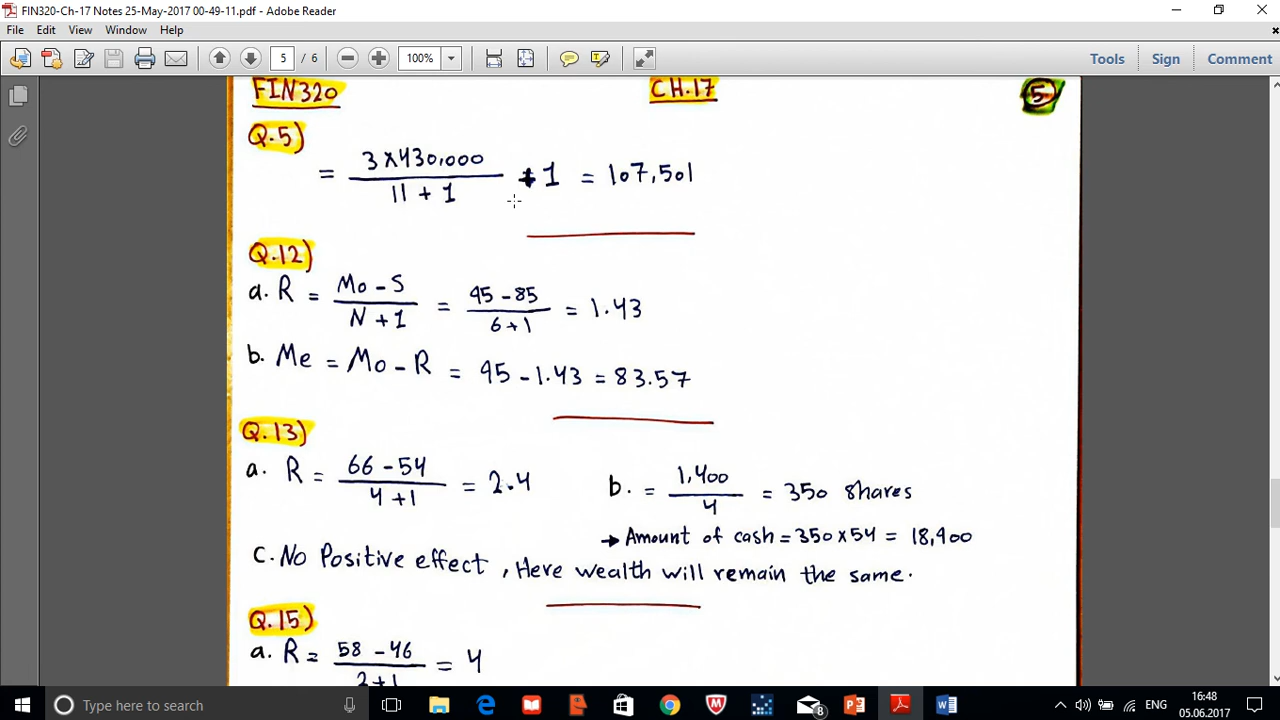 FIN320-Ch-17 Notes 25-May-2017 00-49-11.pdf - Adobe Reader
File Edit View Window Help
5 / 6 100% Tools Sign Comment
FIN320 CH.17 5
Q.5)
= 3x430,000 / 11 + 1 + 1 = 107,501
Q.12)
a. R = Mo - S / N + 1 = 95 - 85 / 6+1 = 1.43
b. Me = Mo - R = 95 - 1.43 = 83.57
Q.13)
a. R = 66 - 54 / 4 +1 = 2.4
b. = 1,400 / 4 = 350 shares
→ Amount of cash = 350 x 54 = 18,900
C. No Positive effect, Here wealth will remain the same.
Q.15)
a. R = 58 - 46 / 2+1 = 4
Type here to search
8
ENG
16:48
05.06.2017